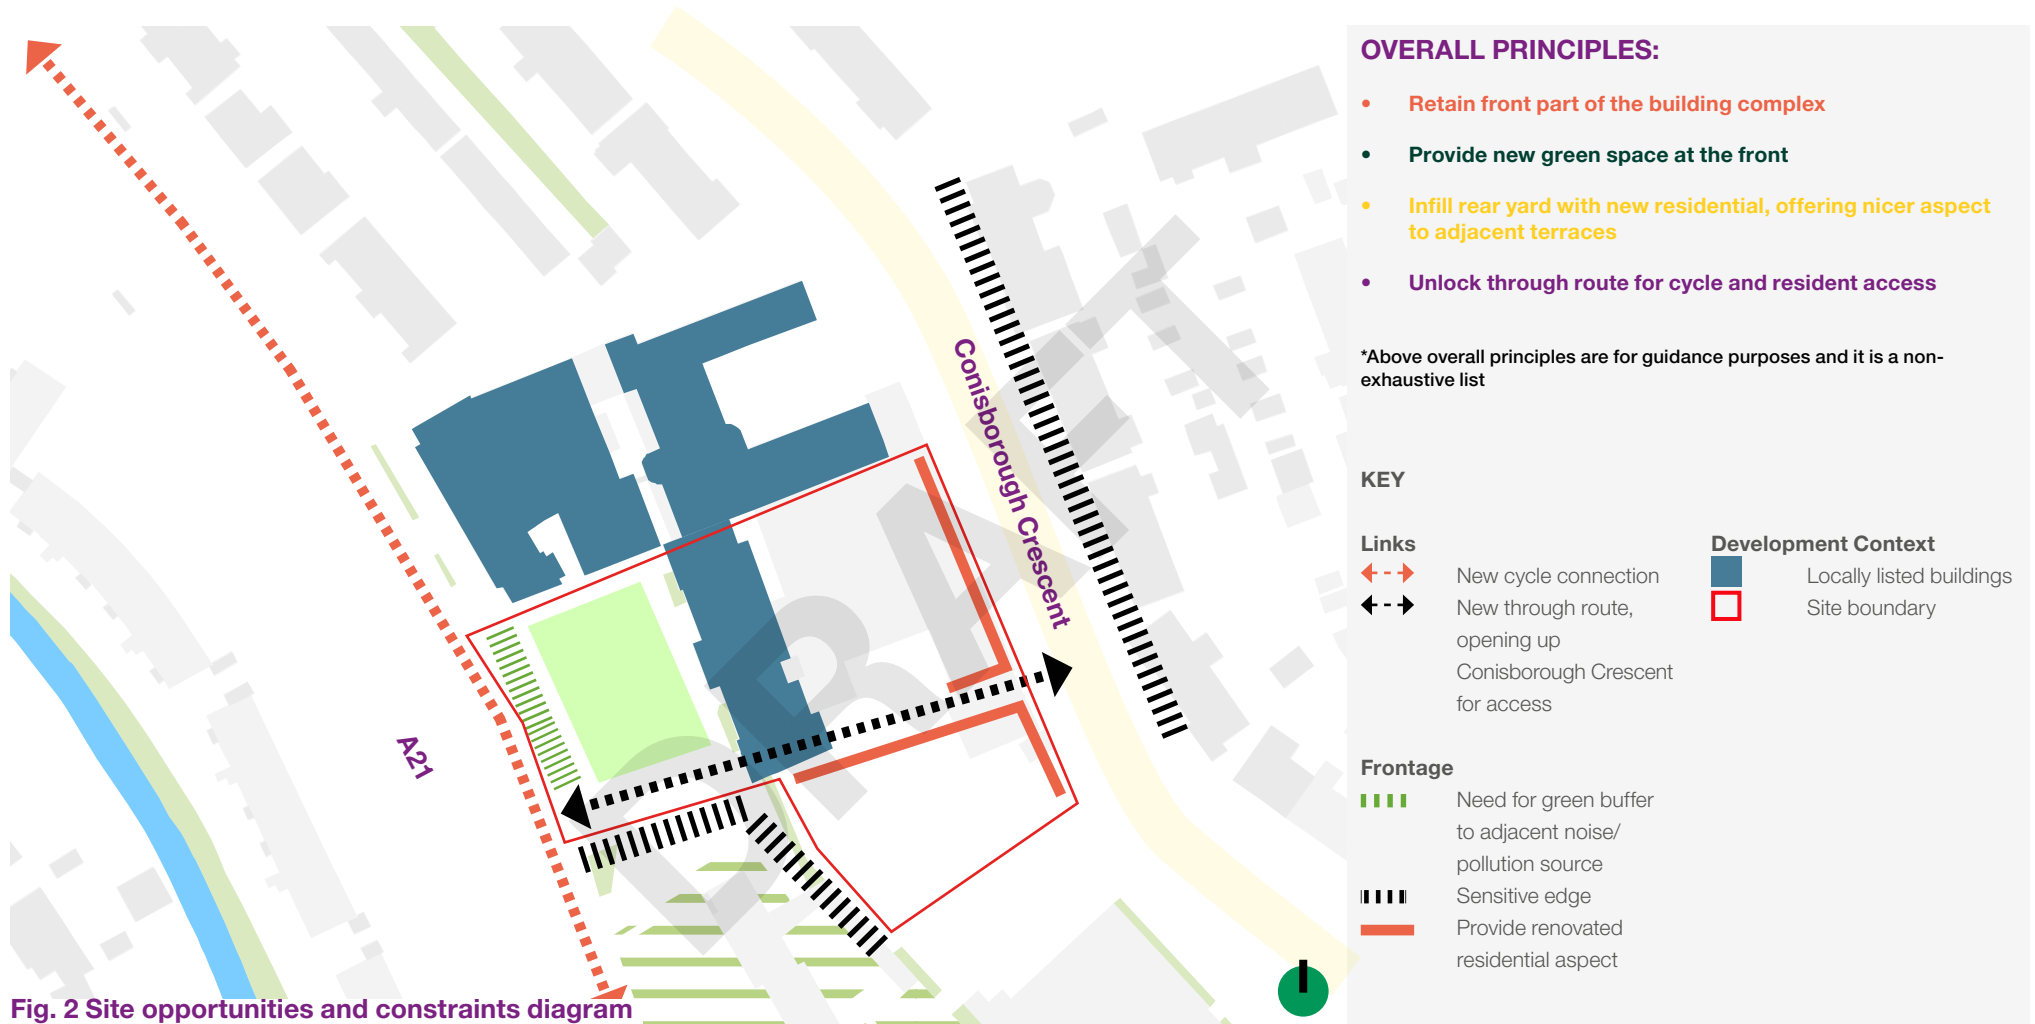 OVERALL PRINCIPLES:
• Retain front part of the building complex
• Provide new green space at the front
• Infill rear yard with new residential, offering nicer aspect
to adjacent terraces
• Unlock through route for cycle and resident access
*Above overall principles are for guidance purposes and it is a non-
exhaustive list
KEY
Links
New cycle connection
New through route,
opening up
Conisborough Crescent
for access
Development Context
Locally listed buildings
Site boundary
Frontage
Need for green buffer
to adjacent noise/
pollution source
Sensitive edge
Provide renovated
residential aspect
Conisborough Crescent
A21
DRAFT
Fig. 2 Site opportunities and constraints diagram